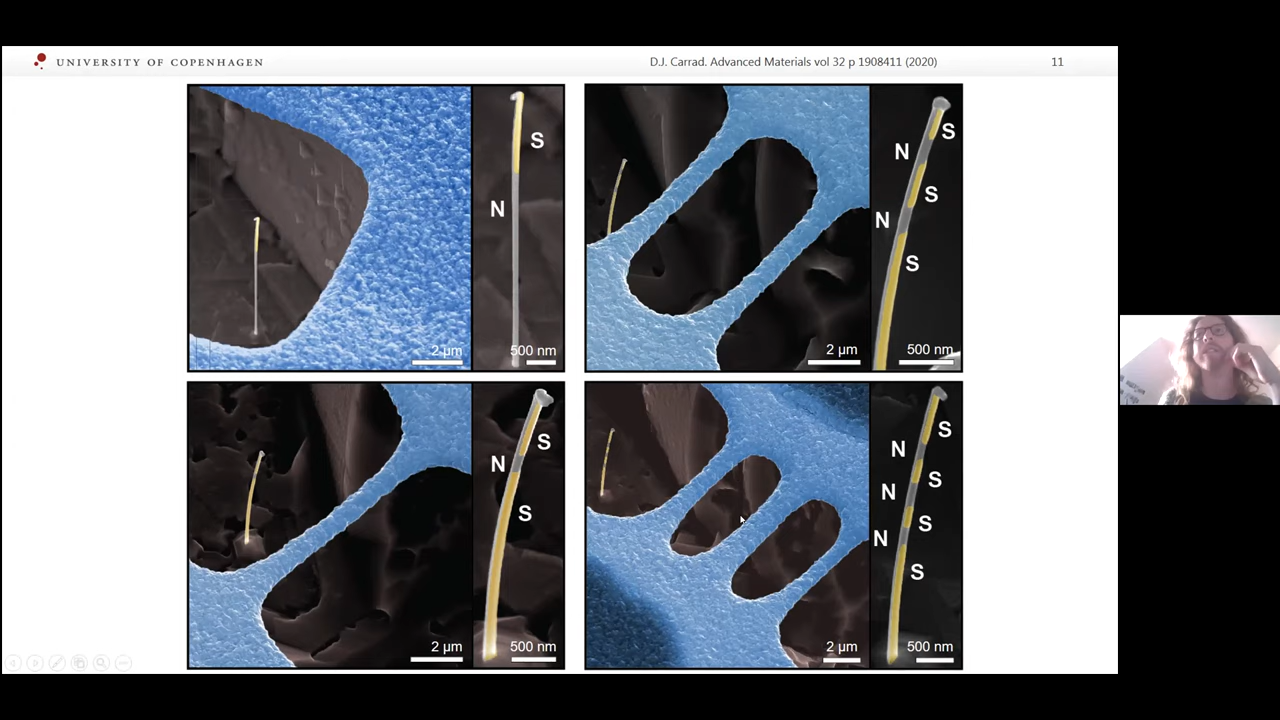 UNIVERSITY OF COPENHAGEN
D.J. Carrad. Advanced Materials vol 32 p 1908411 (2020)
11
S
N
2 µm
500 nm
S
N
S
N
S
2 µm
500 nm
S
N
S
2 µm
500 nm
S
N
S
N
S
N
S
2 µm
500 nm